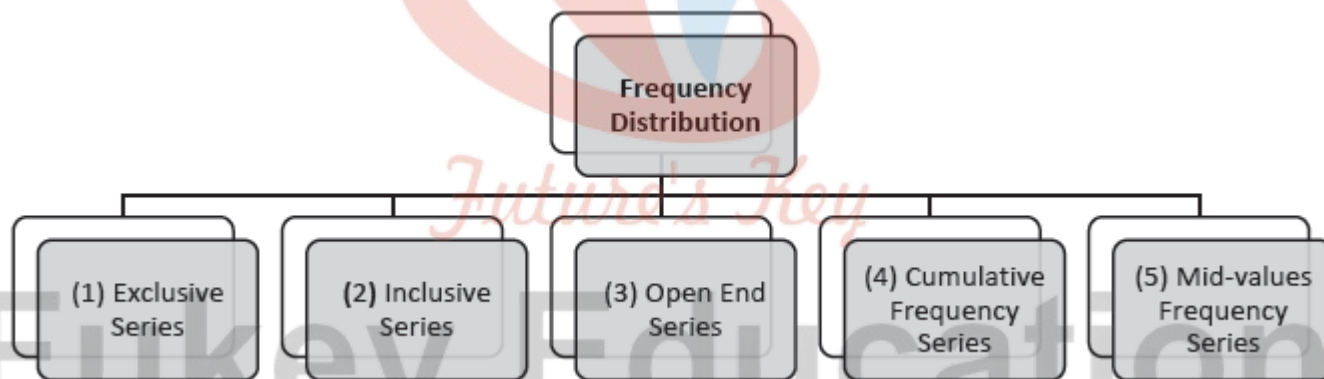 Frequency
Distribution
Future's Key
(1) Exclusive
Series
(2) Inclusive
Series
(3) Open End
Series
(4) Cumulative
Frequency
Series
(5) Mid-values
Frequency
Series
Fukey Education